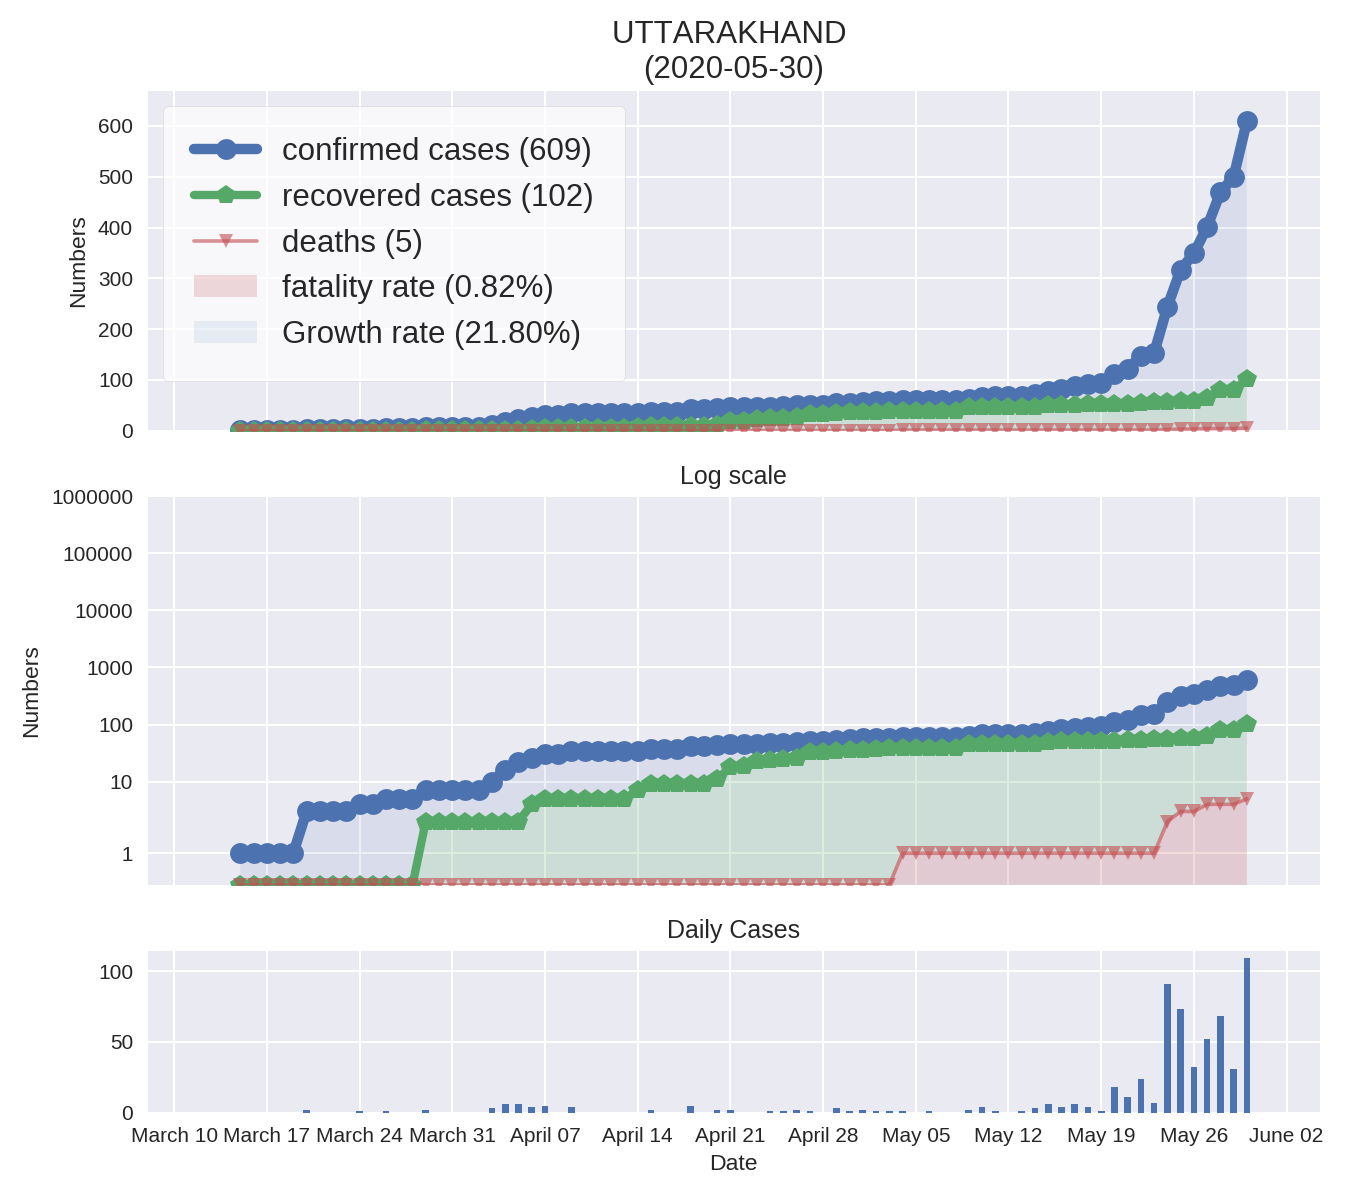 UTTARAKHAND
(2020-05-30)
600
500
400
300
200
100
0
Numbers
confirmed cases (609)
recovered cases (102)
deaths (5)
fatality rate (0.82%)
Growth rate (21.80%)
Log scale
1000000
100000
10000
1000
100
10
1
Numbers
Daily Cases
100
50
0
March 10 March 17 March 24 March 31 April 07 April 14 April 21 April 28 May 05 May 12 May 19 May 26 June 02
Date